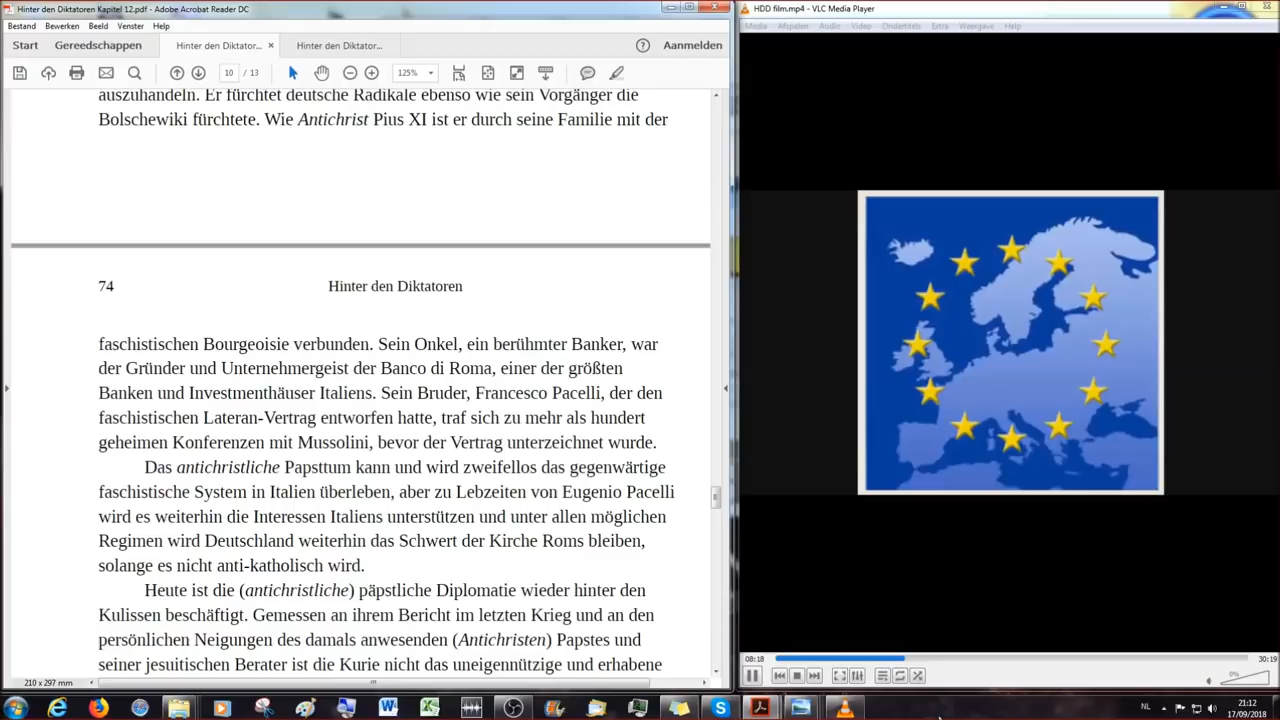 Hinter den Diktatoren Kapitel 12.pdf - Adobe Acrobat Reader DC
Bestand Bewerken Beeld Venster Help
Start Gereedschappen Hinter den Diktator... × Hinter den Diktator... Aanmelden
10 / 13 125%
auszuhandeln. Er fürchtet deutsche Radikale ebenso wie sein Vorgänger die
Bolschewiki fürchtete. Wie Antichrist Pius XI ist er durch seine Familie mit der
74 Hinter den Diktatoren
faschistischen Bourgeoisie verbunden. Sein Onkel, ein berühmter Banker, war
der Gründer und Unternehmergeist der Banco di Roma, einer der größten
Banken und Investmenthäuser Italiens. Sein Bruder, Francesco Pacelli, der den
faschistischen Lateran-Vertrag entworfen hatte, traf sich zu mehr als hundert
geheimen Konferenzen mit Mussolini, bevor der Vertrag unterzeichnet wurde.
Das antichristliche Papsttum kann und wird zweifellos das gegenwärtige
faschistische System in Italien überleben, aber zu Lebzeiten von Eugenio Pacelli
wird es weiterhin die Interessen Italiens unterstützen und unter allen möglichen
Regimen wird Deutschland weiterhin das Schwert der Kirche Roms bleiben,
solange es nicht anti-katholisch wird.
Heute ist die (antichristliche) päpstliche Diplomatie wieder hinter den
Kulissen beschäftigt. Gemessen an ihrem Bericht im letzten Krieg und an den
persönlichen Neigungen des damals anwesenden (Antichristen) Papstes und
seiner jesuitischen Berater ist die Kurie nicht das uneigennützige und erhabene
210 x 297 mm
HDD film.mp4 - VLC Media Player
Media Afspelen Audio Video Ondertitels Extra Weergave Help
08:18 30:19
0%
NL 21:12
17/09/2018